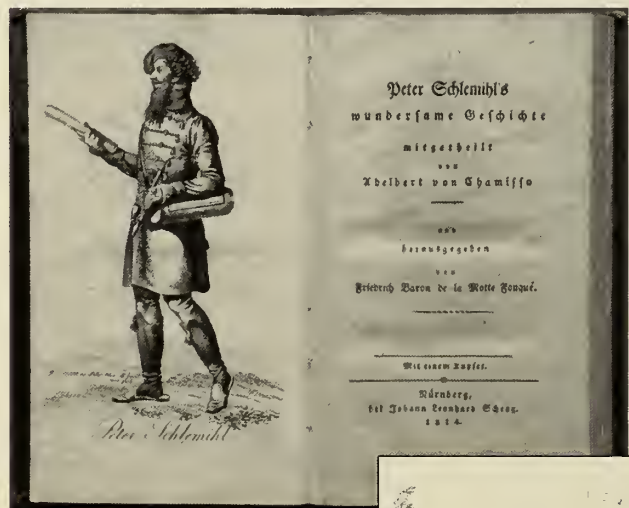 Peter Schlemihl
Peter Schlemihl's
wundersame Geschichte
mitgetheilt
von
Adelbert von Chamisso
und
herausgegeben
von
Friedrich Baron de la Motte Fouqué.
Mit einem Kupfer.
Nürnberg,
bei Johann Leonhard Schrag.
1814.